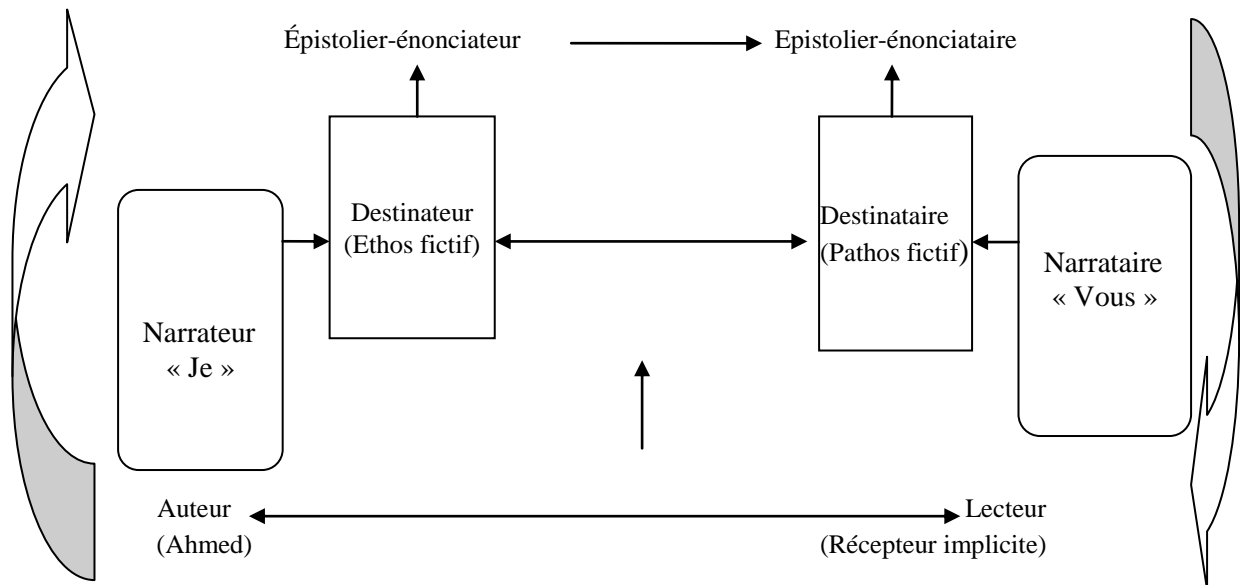 Épistolier-énonciateur
Epistolier-énonciataire
Destinateur
(Ethos fictif)
Destinataire
(Pathos fictif)
Narrateur
« Je »
Narrataire
« Vous »
Auteur
(Ahmed)
Lecteur
(Récepteur implicite)